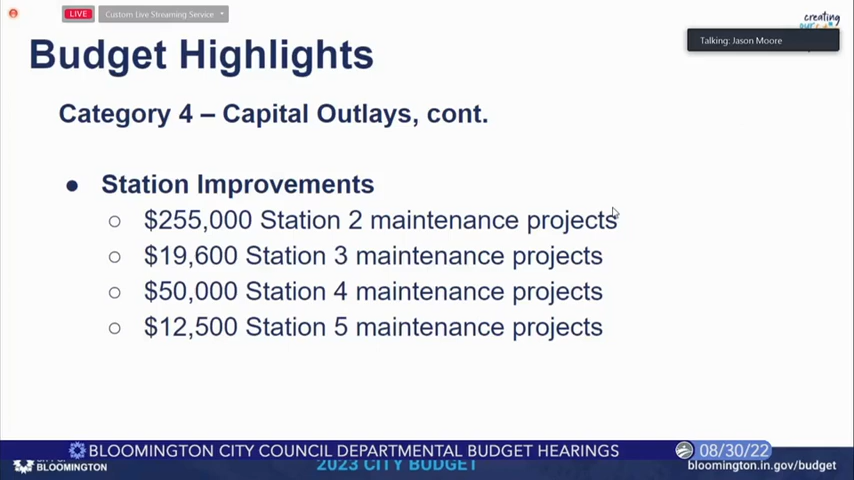 LIVE
Custom Live Streaming Service
creating
Talking: Jason Moore
Budget Highlights
Category 4 – Capital Outlays, cont.
● Station Improvements
○ $255,000 Station 2 maintenance projects
○ $19,600 Station 3 maintenance projects
○ $50,000 Station 4 maintenance projects
○ $12,500 Station 5 maintenance projects
BLOOMINGTON CITY COUNCIL DEPARTMENTAL BUDGET HEARINGS
08/30/22
BLOOMINGTON
2023 CITY BUDGET
bloomington.in.gov/budget